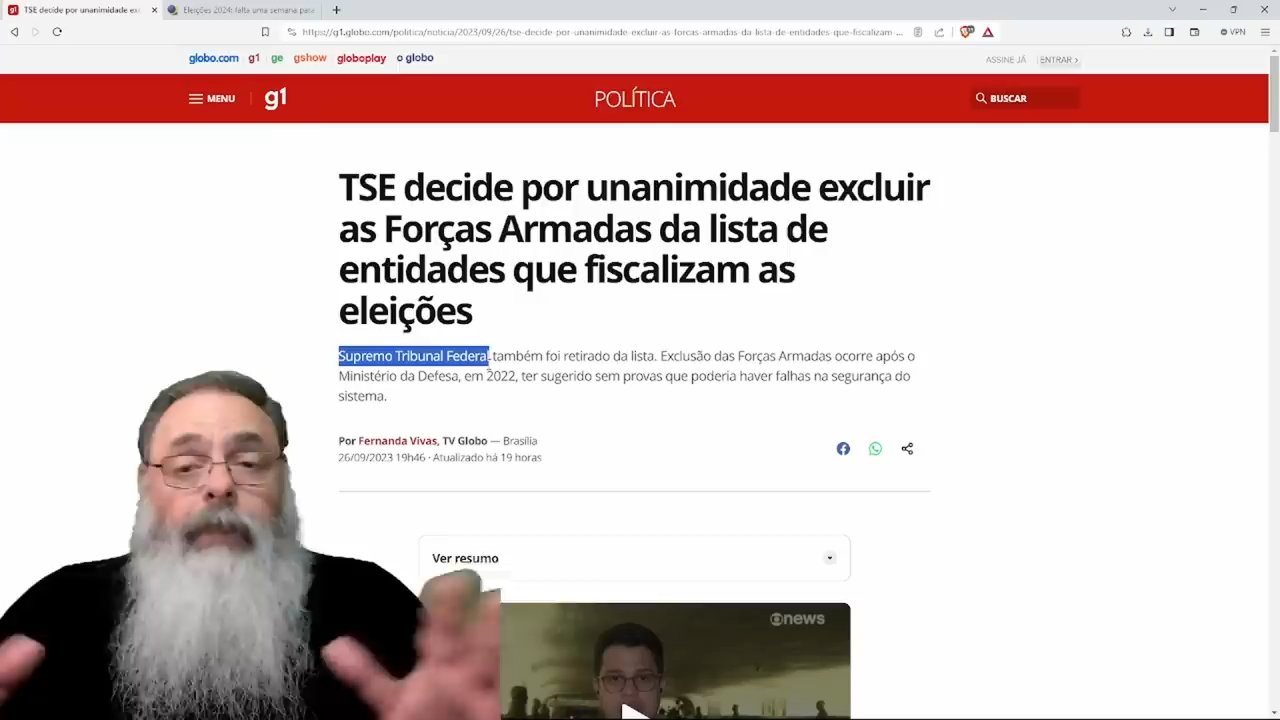 TSE decide por unanimidade ex
Eleições 2024: falta uma semana para
https://g1.globo.com/politica/noticia/2023/09/26/tse-decide-por-unanimidade-excluir-as-forcas-armadas-da-lista-de-entidades-que-fiscalizam-...
VPN
globo.com g1 ge gshow globoplay o globo
ASSINE JÁ ENTRAR ›
MENU g1 POLÍTICA BUSCAR
TSE decide por unanimidade excluir
as Forças Armadas da lista de
entidades que fiscalizam as
eleições
Supremo Tribunal Federal também foi retirado da lista. Exclusão das Forças Armadas ocorre após o
Ministério da Defesa, em 2022, ter sugerido sem provas que poderia haver falhas na segurança do
sistema.
Por Fernanda Vivas, TV Globo — Brasília
26/09/2023 19h46 · Atualizado há 19 horas
Ver resumo
news